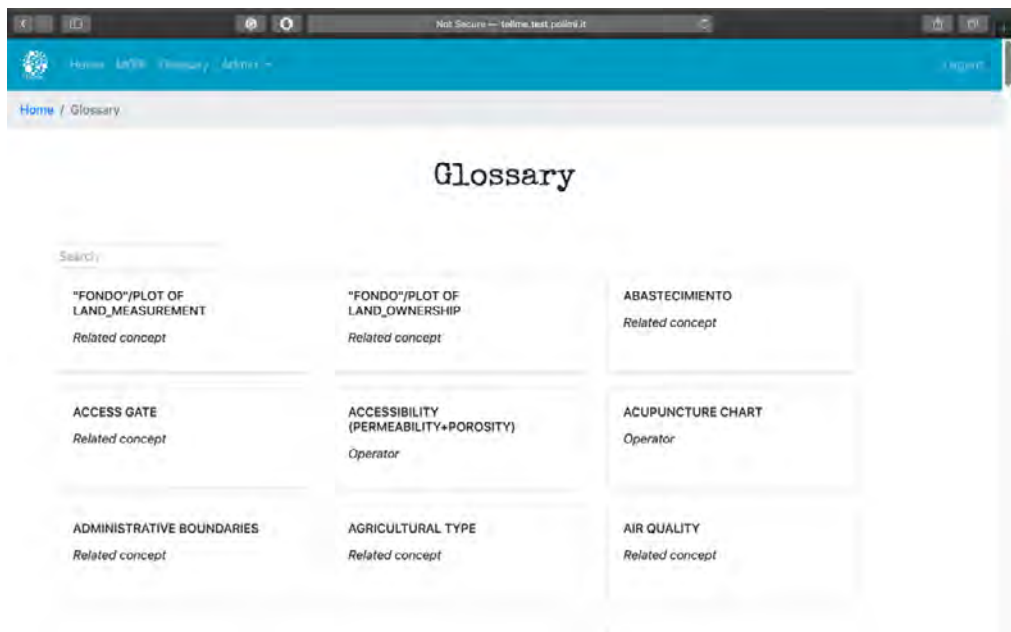 Not Secure — tellme.test.polimi.it
Home Glossary Admin
Logout
Home / Glossary
Glossary
Search
"FONDO"/PLOT OF
LAND_MEASUREMENT
Related concept
"FONDO"/PLOT OF
LAND_OWNERSHIP
Related concept
ABASTECIMIENTO
Related concept
ACCESS GATE
Related concept
ACCESSIBILITY
(PERMEABILITY+POROSITY)
Operator
ACUPUNCTURE CHART
Operator
ADMINISTRATIVE BOUNDARIES
Related concept
AGRICULTURAL TYPE
Related concept
AIR QUALITY
Related concept